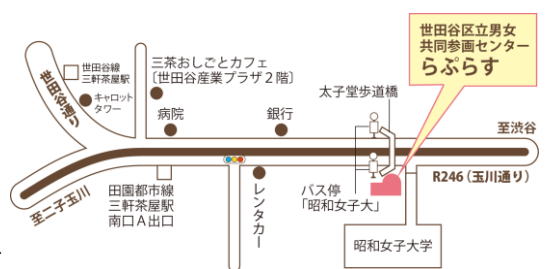 世田谷区立男女
共同参画センター
らぷらす
世田谷線
三軒茶屋駅
三茶おしごとカフェ
〔世田谷産業プラザ2階〕
世田谷通り
キャロット
タワー
病院
銀行
太子堂歩道橋
至渋谷
R246（玉川通り）
至二子玉川
田園都市線
三軒茶屋駅
南口A出口
レンタカー
バス停
「昭和女子大」
昭和女子大学